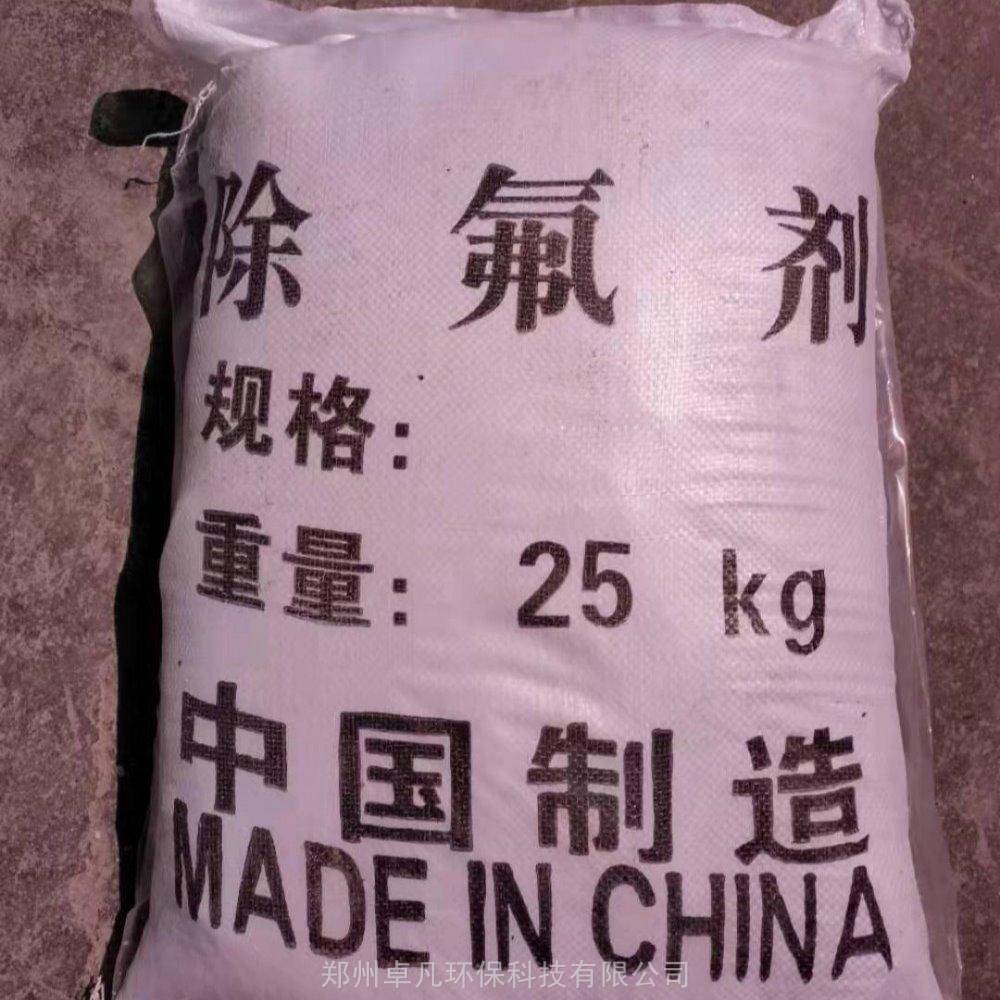 除氟剂
规格:
重量: 25 kg
中国制造
MADE IN CHINA
郑州卓凡环保科技有限公司